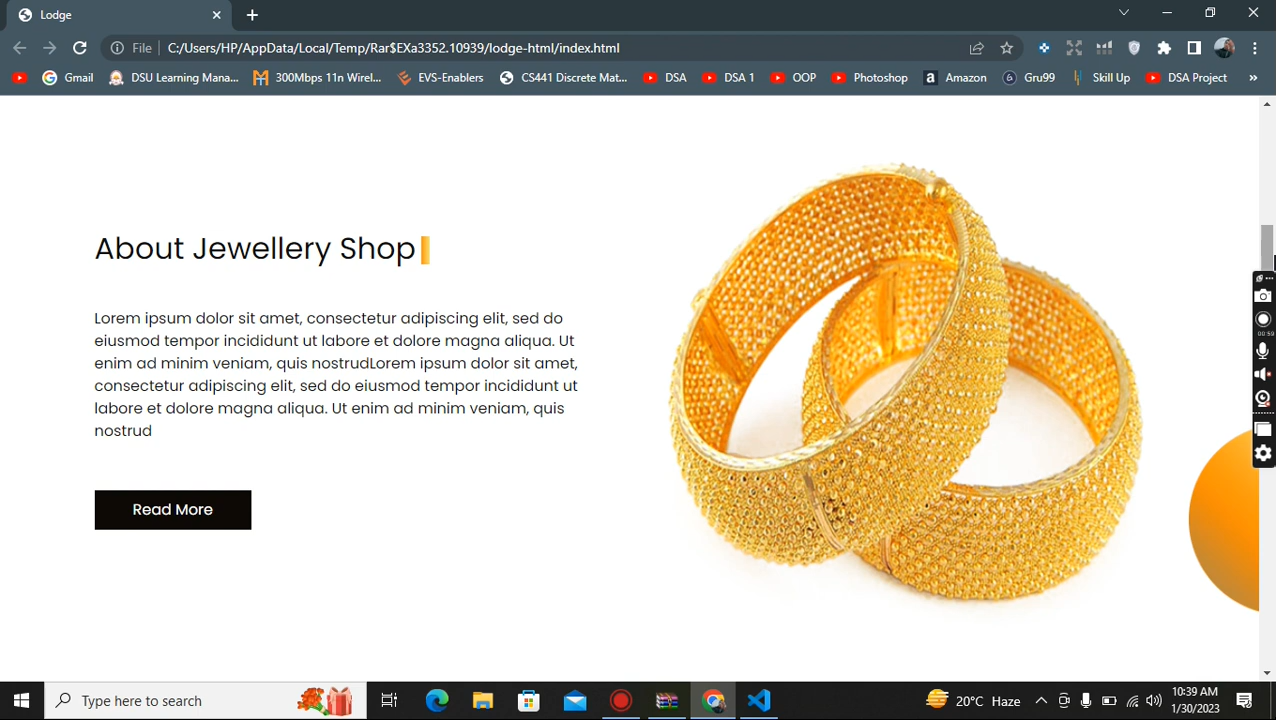 Lodge
File C:/Users/HP/AppData/Local/Temp/Rar$EXa3352.10939/lodge-html/index.html
Gmail DSU Learning Mana... 300Mbps 11n Wirel... EVS-Enablers CS441 Discrete Mat... DSA DSA 1 OOP Photoshop Amazon Gru99 Skill Up DSA Project »
About Jewellery Shop
Lorem ipsum dolor sit amet, consectetur adipiscing elit, sed do
eiusmod tempor incididunt ut labore et dolore magna aliqua. Ut
enim ad minim veniam, quis nostrudLorem ipsum dolor sit amet,
consectetur adipiscing elit, sed do eiusmod tempor incididunt ut
labore et dolore magna aliqua. Ut enim ad minim veniam, quis
nostrud
Read More
00:59
Type here to search
20°C Haze
10:39 AM
1/30/2023